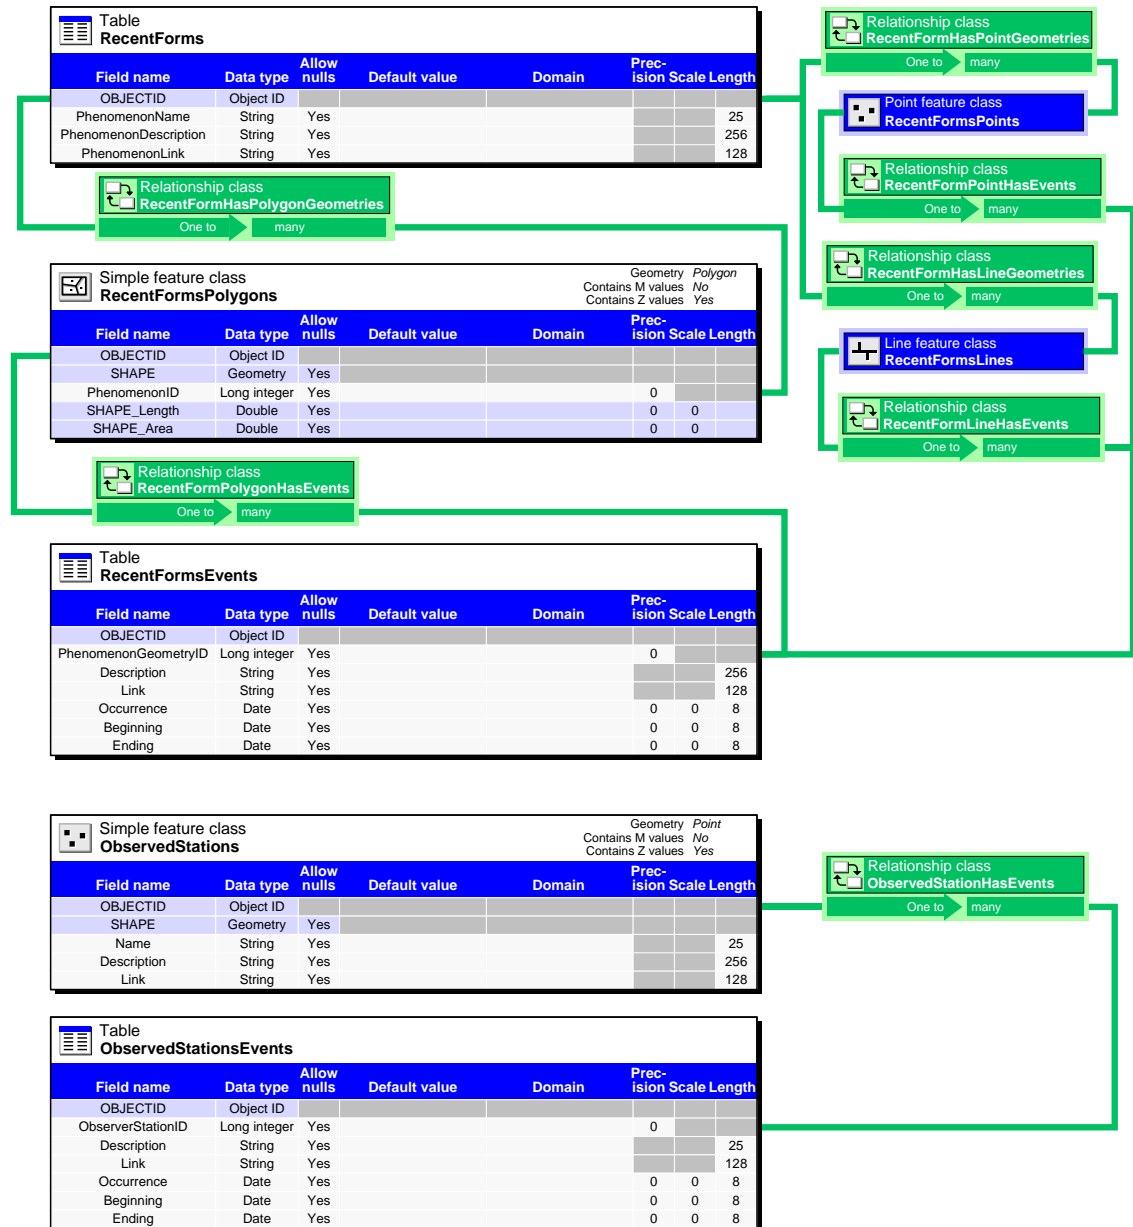 Table
RecentForms
Field name Data type Allow nulls Default value Domain Prec-ision Scale Length
OBJECTID Object ID
PhenomenonName String Yes 25
PhenomenonDescription String Yes 256
PhenomenonLink String Yes 128
Relationship class
RecentFormHasPolygonGeometries
One to many
Simple feature class
RecentFormsPolygons
Geometry Polygon
Contains M values No
Contains Z values Yes
Field name Data type Allow nulls Default value Domain Prec-ision Scale Length
OBJECTID Object ID
SHAPE Geometry Yes
PhenomenonID Long integer Yes 0
SHAPE_Length Double Yes 0 0
SHAPE_Area Double Yes 0 0
Relationship class
RecentFormPolygonHasEvents
One to many
Table
RecentFormsEvents
Field name Data type Allow nulls Default value Domain Prec-ision Scale Length
OBJECTID Object ID
PhenomenonGeometryID Long integer Yes 0
Description String Yes 256
Link String Yes 128
Occurrence Date Yes 0 0 8
Beginning Date Yes 0 0 8
Ending Date Yes 0 0 8
Relationship class
RecentFormHasPointGeometries
One to many
Point feature class
RecentFormsPoints
Relationship class
RecentFormPointHasEvents
One to many
Relationship class
RecentFormHasLineGeometries
One to many
Line feature class
RecentFormsLines
Relationship class
RecentFormLineHasEvents
One to many
Simple feature class
ObservedStations
Geometry Point
Contains M values No
Contains Z values Yes
Field name Data type Allow nulls Default value Domain Prec-ision Scale Length
OBJECTID Object ID
SHAPE Geometry Yes
Name String Yes 25
Description String Yes 256
Link String Yes 128
Relationship class
ObservedStationHasEvents
One to many
Table
ObservedStationsEvents
Field name Data type Allow nulls Default value Domain Prec-ision Scale Length
OBJECTID Object ID
ObserverStationID Long integer Yes 0
Description String Yes 25
Link String Yes 128
Occurrence Date Yes 0 0 8
Beginning Date Yes 0 0 8
Ending Date Yes 0 0 8